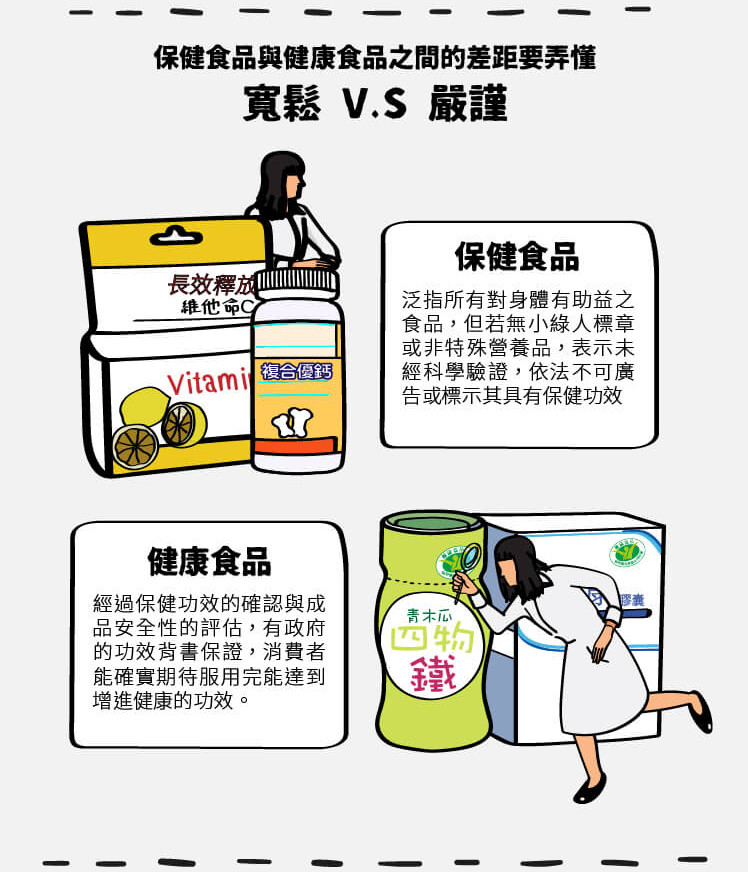 保健食品與健康食品之間的差距要弄懂
寬鬆 V.S 嚴謹
長效釋放
維他命C
Vitami
複合優鈣
保健食品
泛指所有對身體有助益之
食品，但若無小綠人標章
或非特殊營養品，表示未
經科學驗證，依法不可廣
告或標示其具有保健功效
健康食品
經過保健功效的確認與成
品安全性的評估，有政府
的功效背書保證，消費者
能確實期待服用完能達到
增進健康的功效。
青木瓜
四物
鐵
膠囊